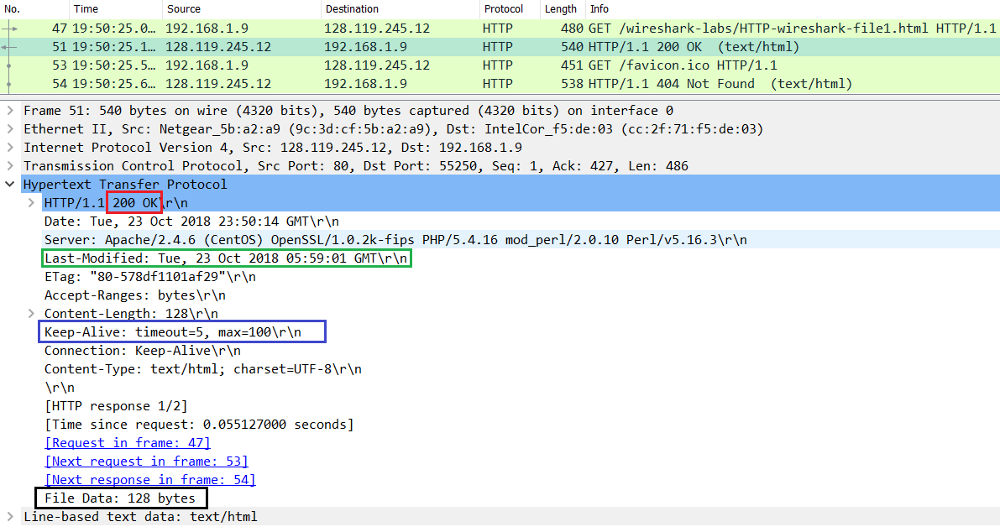 No. Time Source Destination Protocol Length Info
47 19:50:25.0… 192.168.1.9 128.119.245.12 HTTP 480 GET /wireshark-labs/HTTP-wireshark-file1.html HTTP/1.1
51 19:50:25.1… 128.119.245.12 192.168.1.9 HTTP 540 HTTP/1.1 200 OK  (text/html)
53 19:50:25.5… 192.168.1.9 128.119.245.12 HTTP 451 GET /favicon.ico HTTP/1.1
54 19:50:25.6… 128.119.245.12 192.168.1.9 HTTP 538 HTTP/1.1 404 Not Found  (text/html)
Frame 51: 540 bytes on wire (4320 bits), 540 bytes captured (4320 bits) on interface 0
Ethernet II, Src: Netgear_5b:a2:a9 (9c:3d:cf:5b:a2:a9), Dst: IntelCor_f5:de:03 (cc:2f:71:f5:de:03)
Internet Protocol Version 4, Src: 128.119.245.12, Dst: 192.168.1.9
Transmission Control Protocol, Src Port: 80, Dst Port: 55250, Seq: 1, Ack: 427, Len: 486
Hypertext Transfer Protocol
HTTP/1.1 200 OK\r\n
Date: Tue, 23 Oct 2018 23:50:14 GMT\r\n
Server: Apache/2.4.6 (CentOS) OpenSSL/1.0.2k-fips PHP/5.4.16 mod_perl/2.0.10 Perl/v5.16.3\r\n
Last-Modified: Tue, 23 Oct 2018 05:59:01 GMT\r\n
ETag: "80-578df1101af29"\r\n
Accept-Ranges: bytes\r\n
Content-Length: 128\r\n
Keep-Alive: timeout=5, max=100\r\n
Connection: Keep-Alive\r\n
Content-Type: text/html; charset=UTF-8\r\n
\r\n
[HTTP response 1/2]
[Time since request: 0.055127000 seconds]
[Request in frame: 47]
[Next request in frame: 53]
[Next response in frame: 54]
File Data: 128 bytes
Line-based text data: text/html